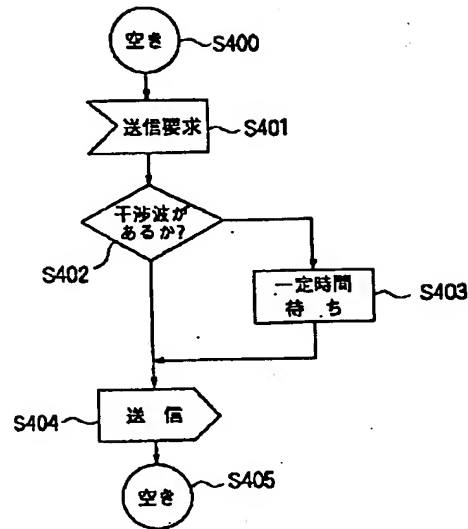 空き
S400
送信要求
S401
干渉波が
あるか?
S402
一定時間
待 ち
S403
送 信
S404
空き
S405